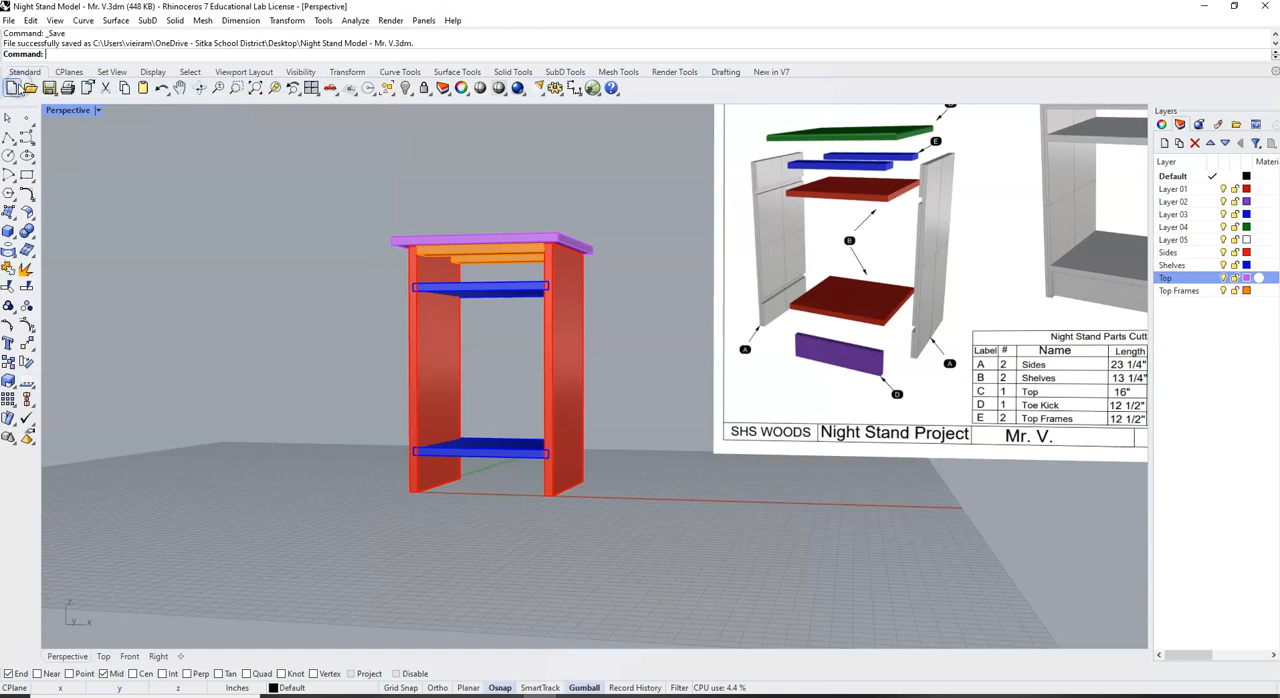 Night Stand Model - Mr. V.3dm (448 KB) - Rhinoceros 7 Educational Lab License - [Perspective]
File Edit View Curve Surface SubD Solid Mesh Dimension Transform Tools Analyze Render Panels Help
Command: _Save
File successfully saved as C:\Users\vieiram\OneDrive - Sitka School District\Desktop\Night Stand Model - Mr. V.3dm.
Command:
Standard CPlanes Set View Display Select Viewport Layout Visibility Transform Curve Tools Surface Tools Solid Tools SubD Tools Mesh Tools Render Tools Drafting New in V7
Perspective
Layers
Layer Materi
Default
Layer 01
Layer 02
Layer 03
Layer 04
Layer 05
Sides
Shelves
Top
Top Frames
E
B
A
A
D
Night Stand Parts Cutt
Label # Name Length
A 2 Sides 23 1/4"
B 2 Shelves 13 1/4"
C 1 Top 16"
D 1 Toe Kick 12 1/2"
E 2 Top Frames 12 1/2"
SHS WOODS Night Stand Project Mr. V.
z
y x
Perspective Top Front Right
End Near Point Mid Cen Int Perp Tan Quad Knot Vertex Project Disable
CPlane x y z Inches Default Grid Snap Ortho Planar Osnap SmartTrack Gumball Record History Filter CPU use: 4.4 %